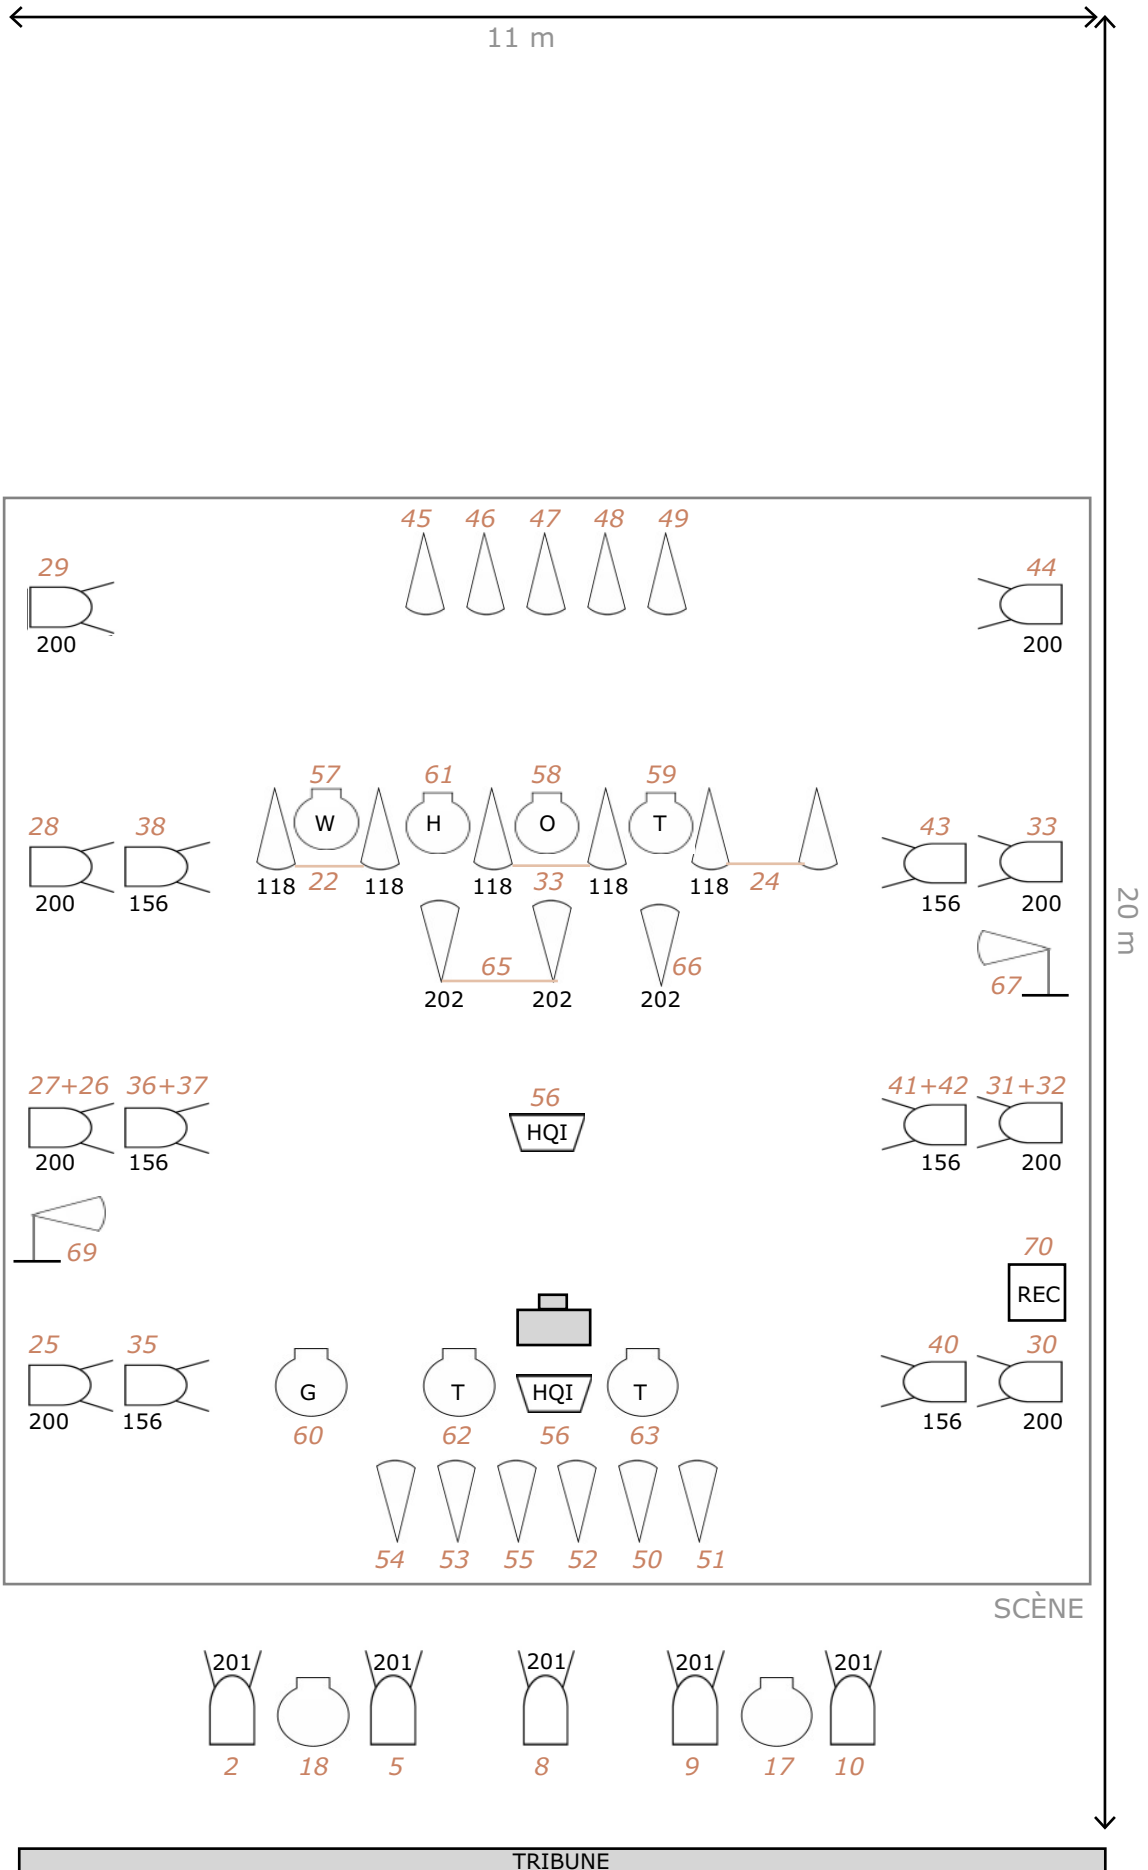 11 m
45 46 47 48 49
29 44
200 200
57 61 58 59
28 38 W H O T 43 33
200 156 118 22 118 118 33 118 118 24 156 200
20 m
65 66
202 202 202
67
27+26 36+37 56 41+42 31+32
HQI
200 156 156 200
69
70
REC
25 35 40 30
G T HQI T
200 156 156 200
60 62 56 63
54 53 55 52 50 51
SCÈNE
201 201 201 201 201
2 18 5 8 9 17 10
TRIBUNE